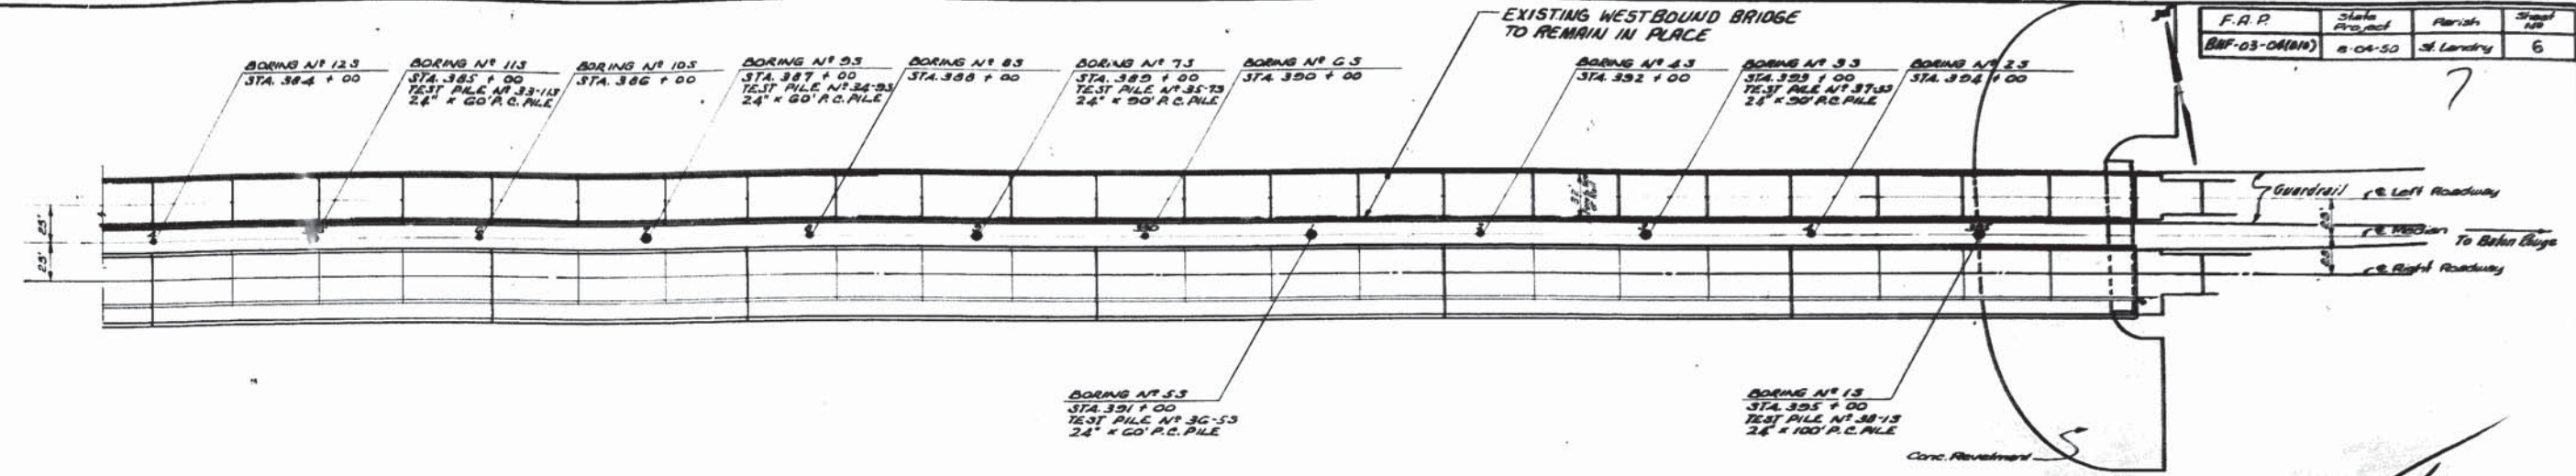 EXISTING WESTBOUND BRIDGE
TO REMAIN IN PLACE
F.A.P.
State Project
Parish
Sheet No
8-04-50
St. Landry
6
7
BORING Nº 12S
STA. 384 + 00
BORING Nº 11S
STA. 385 + 00
TEST PILE Nº 33-11S
24" x 60' P.C. PILE
BORING Nº 10S
STA. 386 + 00
BORING Nº 9S
STA. 387 + 00
TEST PILE Nº 34-9S
24" x 60' P.C. PILE
BORING Nº 8S
STA. 388 + 00
BORING Nº 7S
STA. 389 + 00
TEST PILE Nº 35-7S
24" x 90' P.C. PILE
BORING Nº 6S
STA. 390 + 00
BORING Nº 4S
STA. 392 + 00
BORING Nº 3S
STA. 393 + 00
TEST PILE Nº 37-3S
24" x 90' P.C. PILE
BORING Nº 2S
STA. 394 + 00
25'
25'
390
395
Guardrail
℄ Left Roadway
℄ Median
To Baton Rouge
℄ Right Roadway
25'
25'
BORING Nº 5S
STA. 391 + 00
TEST PILE Nº 36-5S
24" x 60' P.C. PILE
BORING Nº 1S
STA. 395 + 00
TEST PILE Nº 38-1S
24" x 100' P.C. PILE
Conc. Revetment